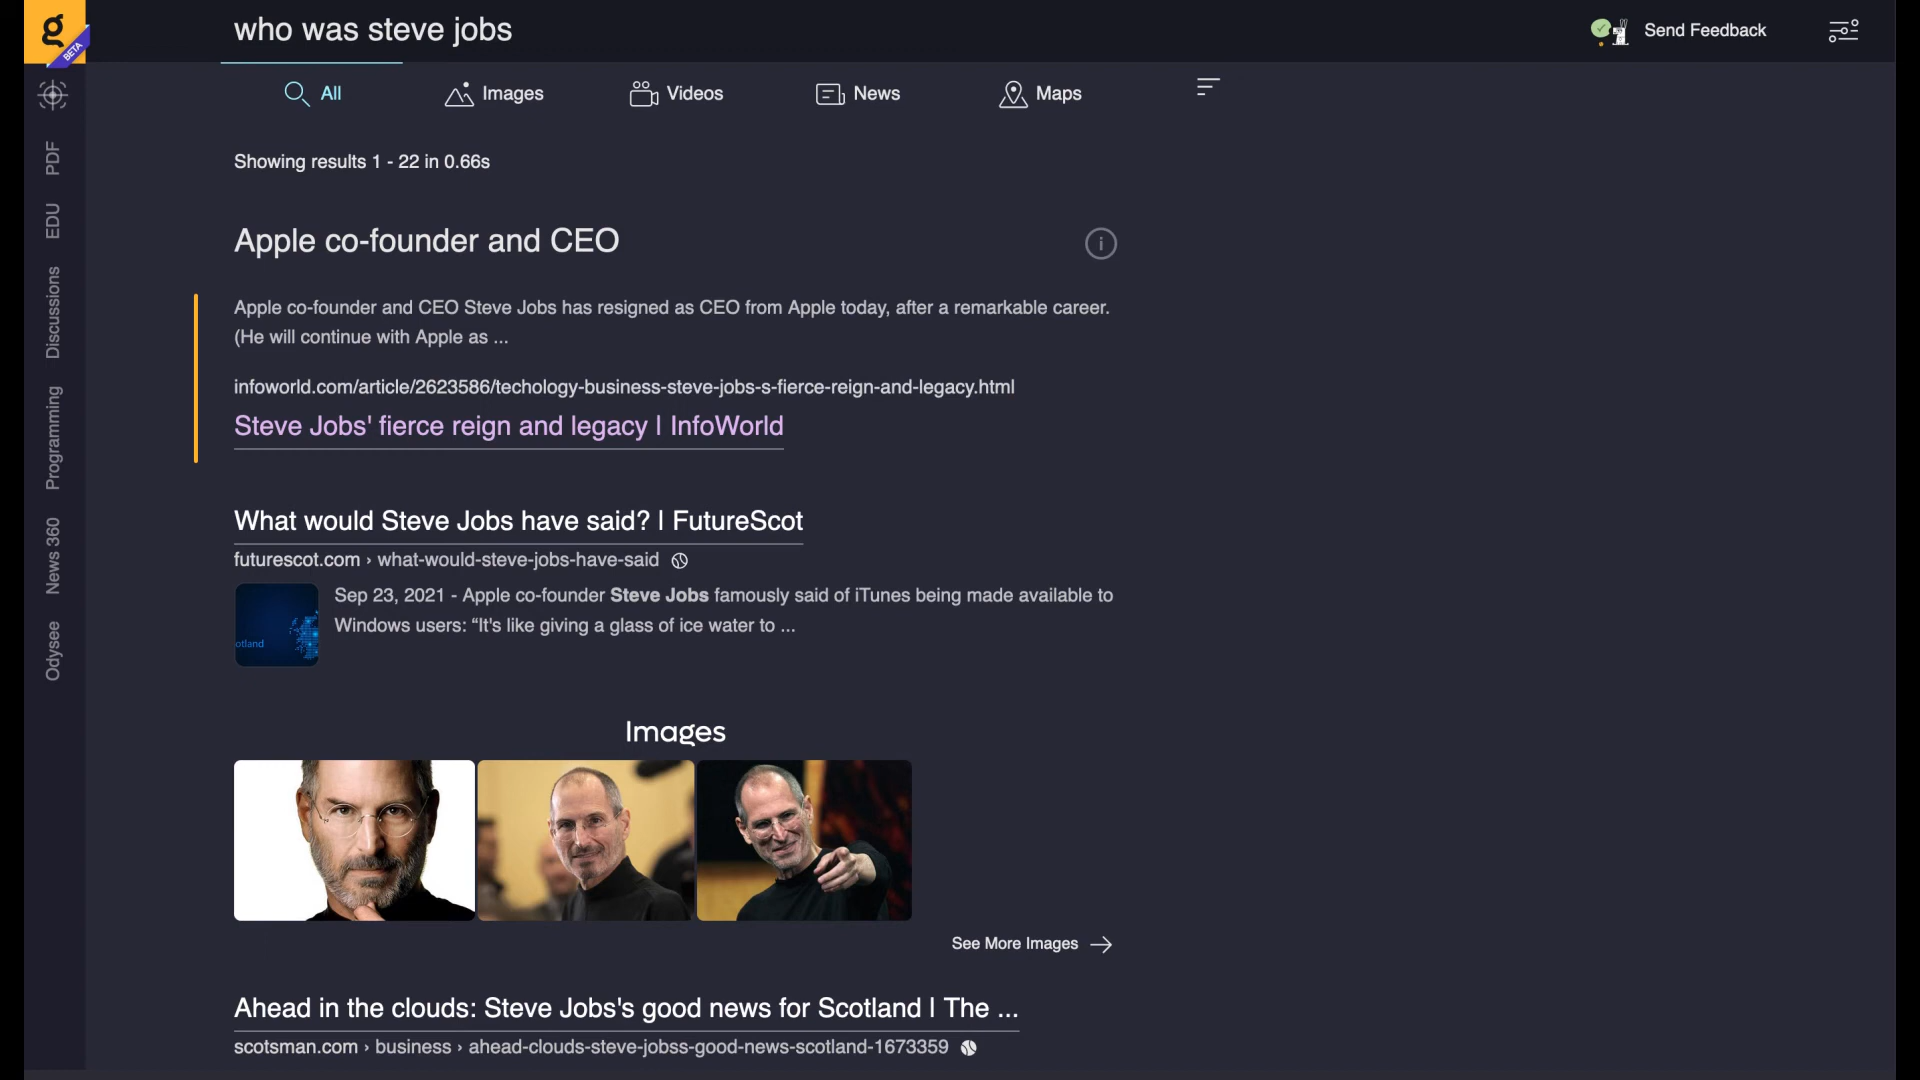 g
BETA
who was steve jobs
Send Feedback
All
Images
Videos
News
Maps
PDF
EDU
Discussions
Programming
News 360
Odysee
Showing results 1 - 22 in 0.66s
Apple co-founder and CEO
i
Apple co-founder and CEO Steve Jobs has resigned as CEO from Apple today, after a remarkable career.
(He will continue with Apple as ...
infoworld.com/article/2623586/techology-business-steve-jobs-s-fierce-reign-and-legacy.html
Steve Jobs' fierce reign and legacy | InfoWorld
What would Steve Jobs have said? | FutureScot
futurescot.com › what-would-steve-jobs-have-said
otland
Sep 23, 2021 - Apple co-founder Steve Jobs famously said of iTunes being made available to
Windows users: “It's like giving a glass of ice water to ...
Images
See More Images
Ahead in the clouds: Steve Jobs's good news for Scotland | The ...
scotsman.com › business › ahead-clouds-steve-jobss-good-news-scotland-1673359